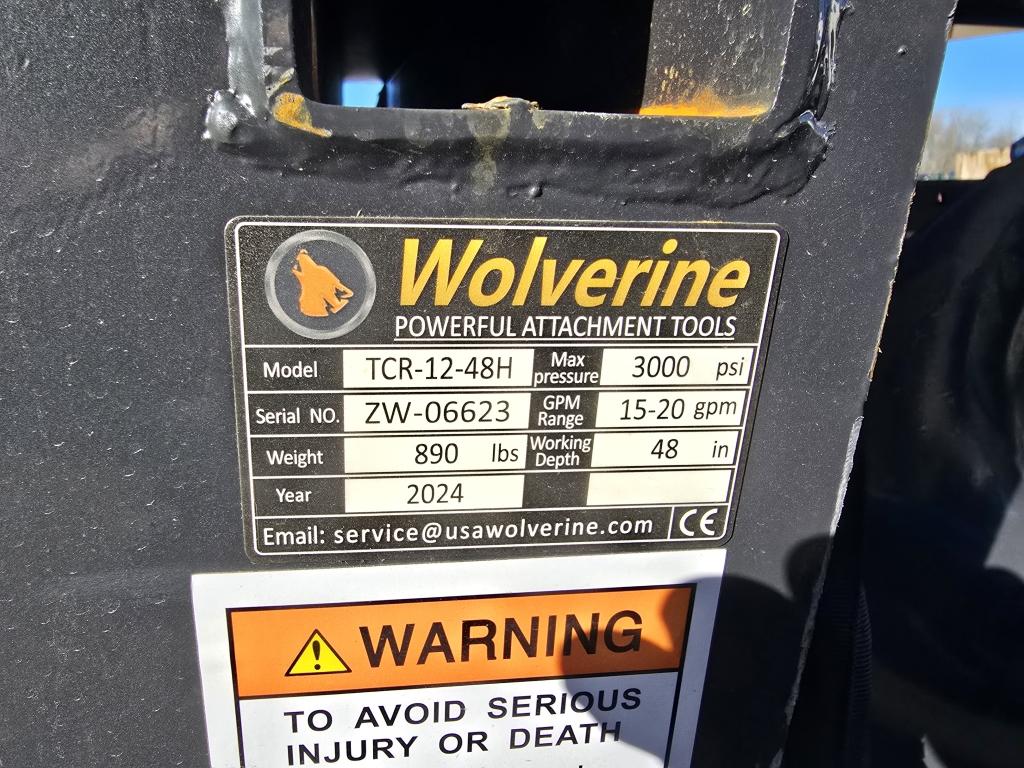 Wolverine
POWERFUL ATTACHMENT TOOLS
Model TCR-12-48H Max pressure 3000 psi
Serial NO. ZW-06623 GPM Range 15-20 gpm
Weight 890 lbs Working Depth 48 in
Year 2024
Email: service@usawolverine.com CE
WARNING
TO AVOID SERIOUS
INJURY OR DEATH